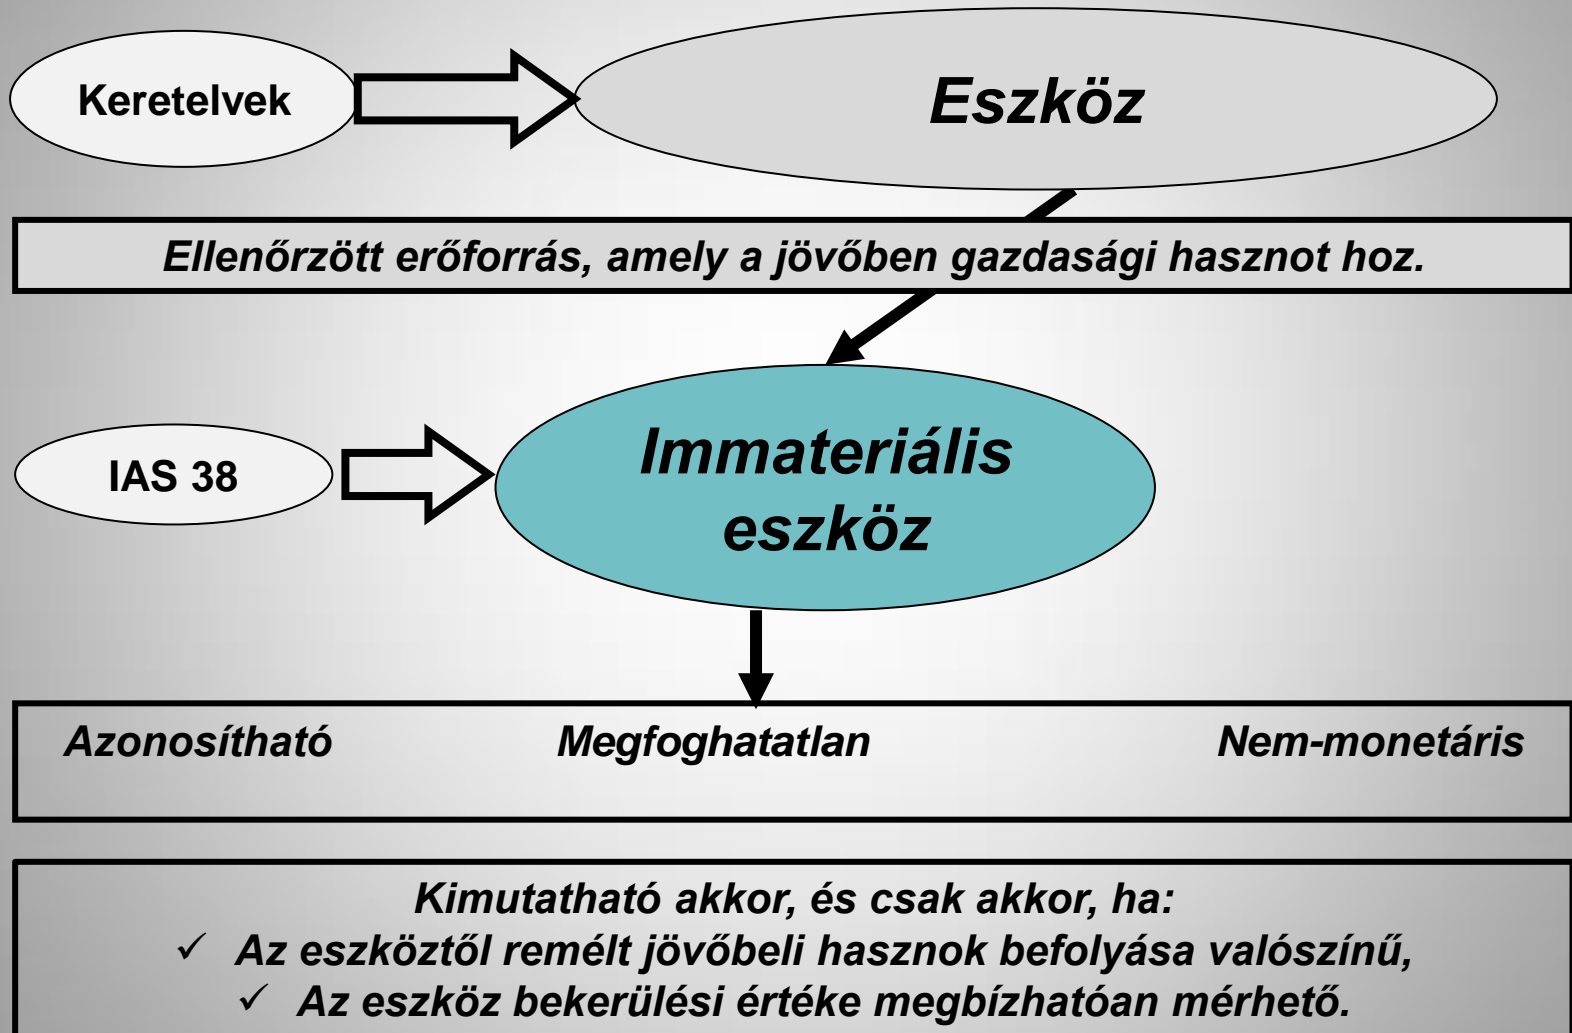 Keretelvek
Eszköz
Ellenőrzött erőforrás, amely a jövőben gazdasági hasznot hoz.
IAS 38
Immateriális
eszköz
Azonosítható Megfoghatatlan Nem-monetáris
Kimutatható akkor, és csak akkor, ha:
✓ Az eszköztől remélt jövőbeli hasznok befolyása valószínű,
✓ Az eszköz bekerülési értéke megbízhatóan mérhető.